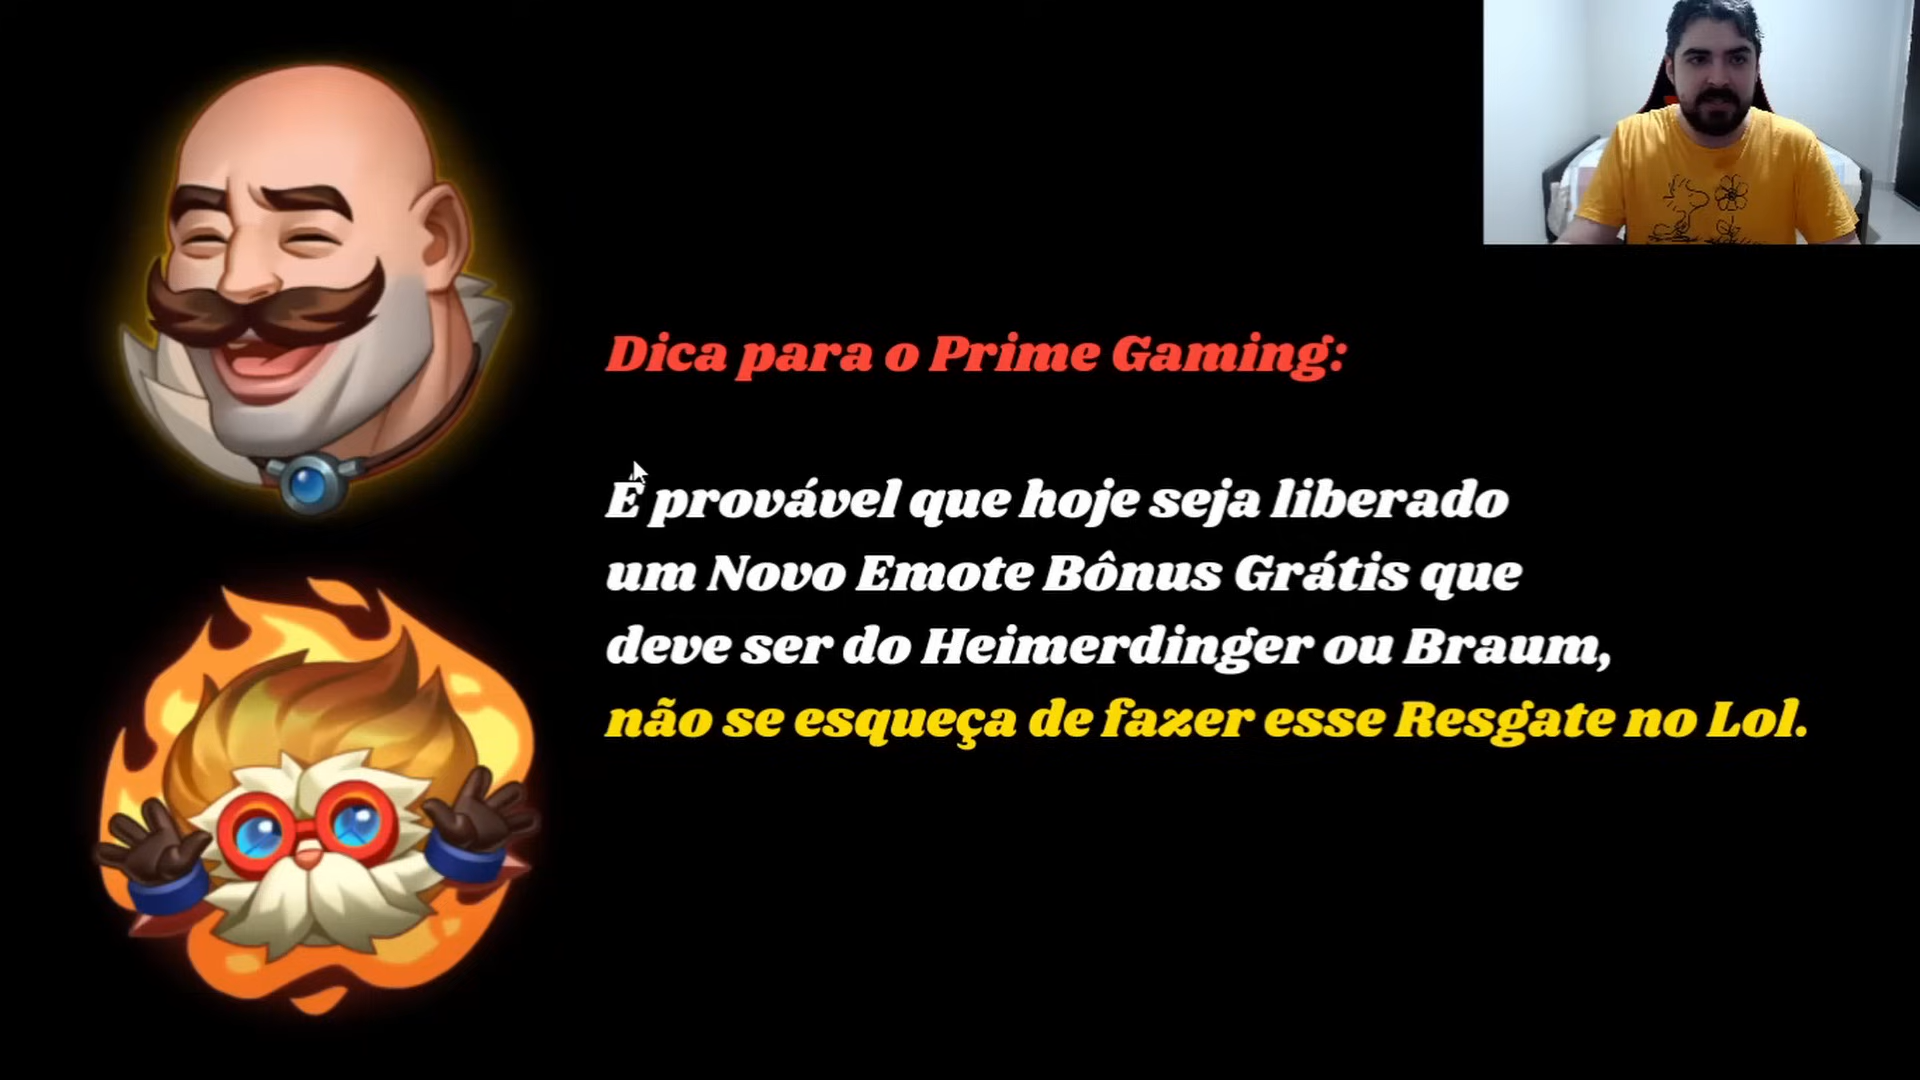 Dica para o Prime Gaming:
É provável que hoje seja liberado
um Novo Emote Bônus Grátis que
deve ser do Heimerdinger ou Braum,
não se esqueça de fazer esse Resgate no Lol.